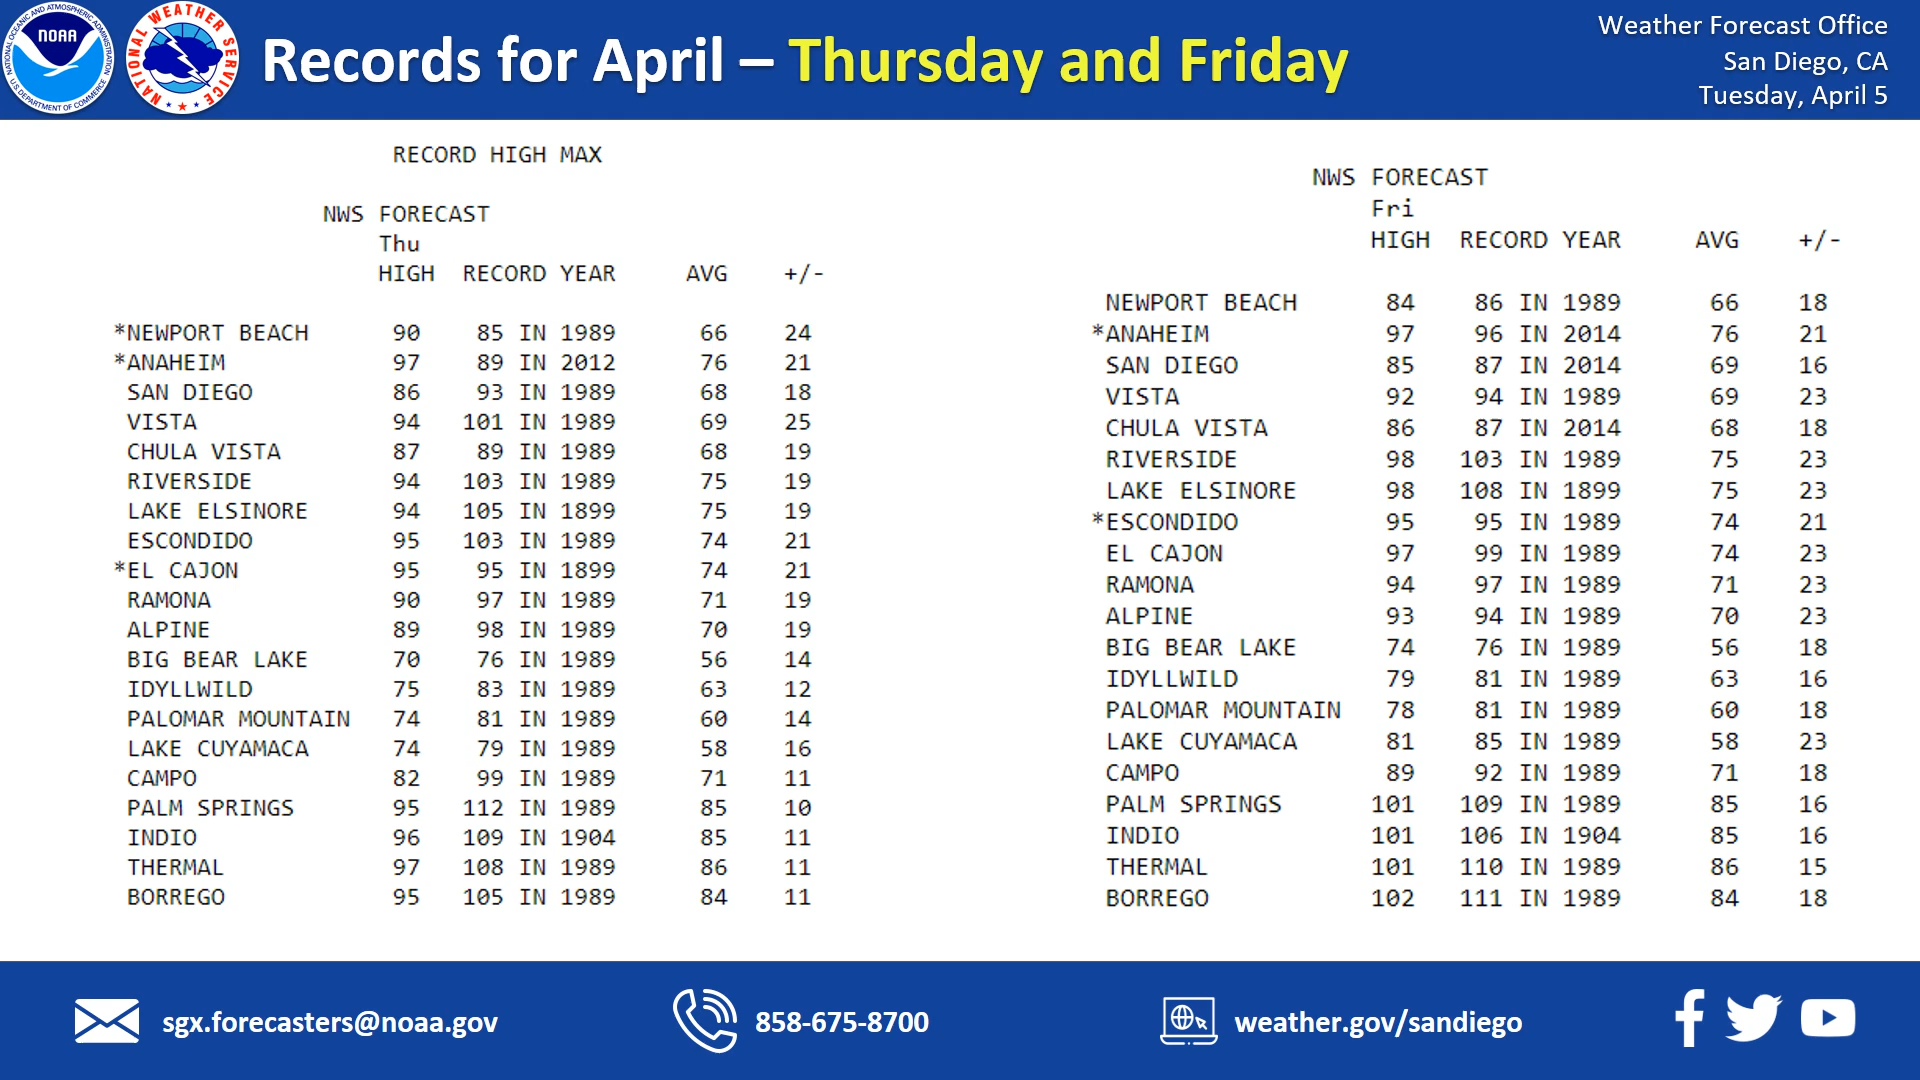 NATIONAL OCEANIC AND ATMOSPHERIC ADMINISTRATION
NOAA
U.S. DEPARTMENT OF COMMERCE
NATIONAL WEATHER SERVICE
Records for April – Thursday and Friday
Weather Forecast Office
San Diego, CA
Tuesday, April 5
RECORD HIGH MAX
NWS FORECAST
Thu
HIGH RECORD YEAR AVG +/-
*NEWPORT BEACH 90 85 IN 1989 66 24
*ANAHEIM 97 89 IN 2012 76 21
SAN DIEGO 86 93 IN 1989 68 18
VISTA 94 101 IN 1989 69 25
CHULA VISTA 87 89 IN 1989 68 19
RIVERSIDE 94 103 IN 1989 75 19
LAKE ELSINORE 94 105 IN 1899 75 19
ESCONDIDO 95 103 IN 1989 74 21
*EL CAJON 95 95 IN 1899 74 21
RAMONA 90 97 IN 1989 71 19
ALPINE 89 98 IN 1989 70 19
BIG BEAR LAKE 70 76 IN 1989 56 14
IDYLLWILD 75 83 IN 1989 63 12
PALOMAR MOUNTAIN 74 81 IN 1989 60 14
LAKE CUYAMACA 74 79 IN 1989 58 16
CAMPO 82 99 IN 1989 71 11
PALM SPRINGS 95 112 IN 1989 85 10
INDIO 96 109 IN 1904 85 11
THERMAL 97 108 IN 1989 86 11
BORREGO 95 105 IN 1989 84 11
NWS FORECAST
Fri
HIGH RECORD YEAR AVG +/-
NEWPORT BEACH 84 86 IN 1989 66 18
*ANAHEIM 97 96 IN 2014 76 21
SAN DIEGO 85 87 IN 2014 69 16
VISTA 92 94 IN 1989 69 23
CHULA VISTA 86 87 IN 2014 68 18
RIVERSIDE 98 103 IN 1989 75 23
LAKE ELSINORE 98 108 IN 1899 75 23
*ESCONDIDO 95 95 IN 1989 74 21
EL CAJON 97 99 IN 1989 74 23
RAMONA 94 97 IN 1989 71 23
ALPINE 93 94 IN 1989 70 23
BIG BEAR LAKE 74 76 IN 1989 56 18
IDYLLWILD 79 81 IN 1989 63 16
PALOMAR MOUNTAIN 78 81 IN 1989 60 18
LAKE CUYAMACA 81 85 IN 1989 58 23
CAMPO 89 92 IN 1989 71 18
PALM SPRINGS 101 109 IN 1989 85 16
INDIO 101 106 IN 1904 85 16
THERMAL 101 110 IN 1989 86 15
BORREGO 102 111 IN 1989 84 18
sgx.forecasters@noaa.gov
858-675-8700
weather.gov/sandiego